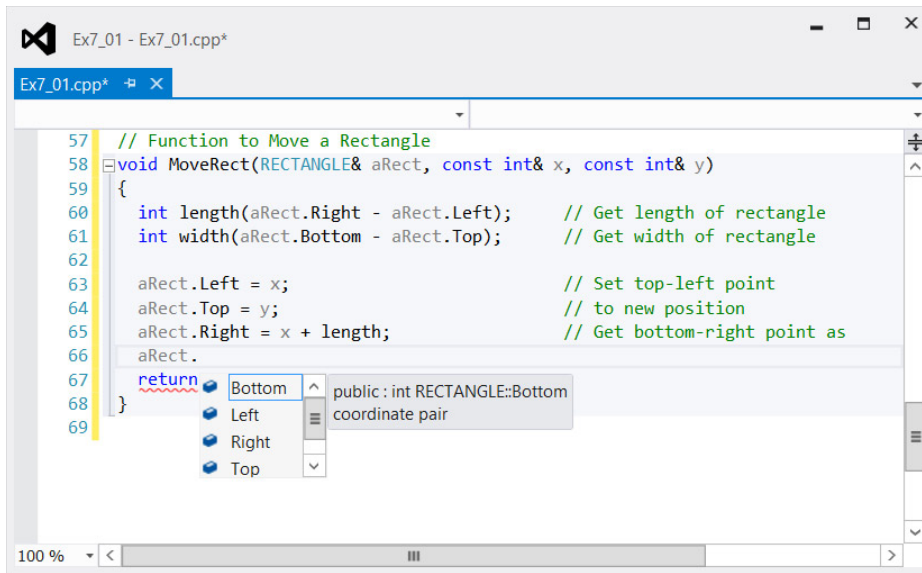 Ex7_01 - Ex7_01.cpp*
Ex7_01.cpp*
57 // Function to Move a Rectangle
58 void MoveRect(RECTANGLE& aRect, const int& x, const int& y)
59 {
60 int length(aRect.Right - aRect.Left); // Get length of rectangle
61 int width(aRect.Bottom - aRect.Top); // Get width of rectangle
62
63 aRect.Left = x; // Set top-left point
64 aRect.Top = y; // to new position
65 aRect.Right = x + length; // Get bottom-right point as
66 aRect.
67 return
68 }
69
Bottom
Left
Right
Top
public : int RECTANGLE::Bottom
coordinate pair
100 %